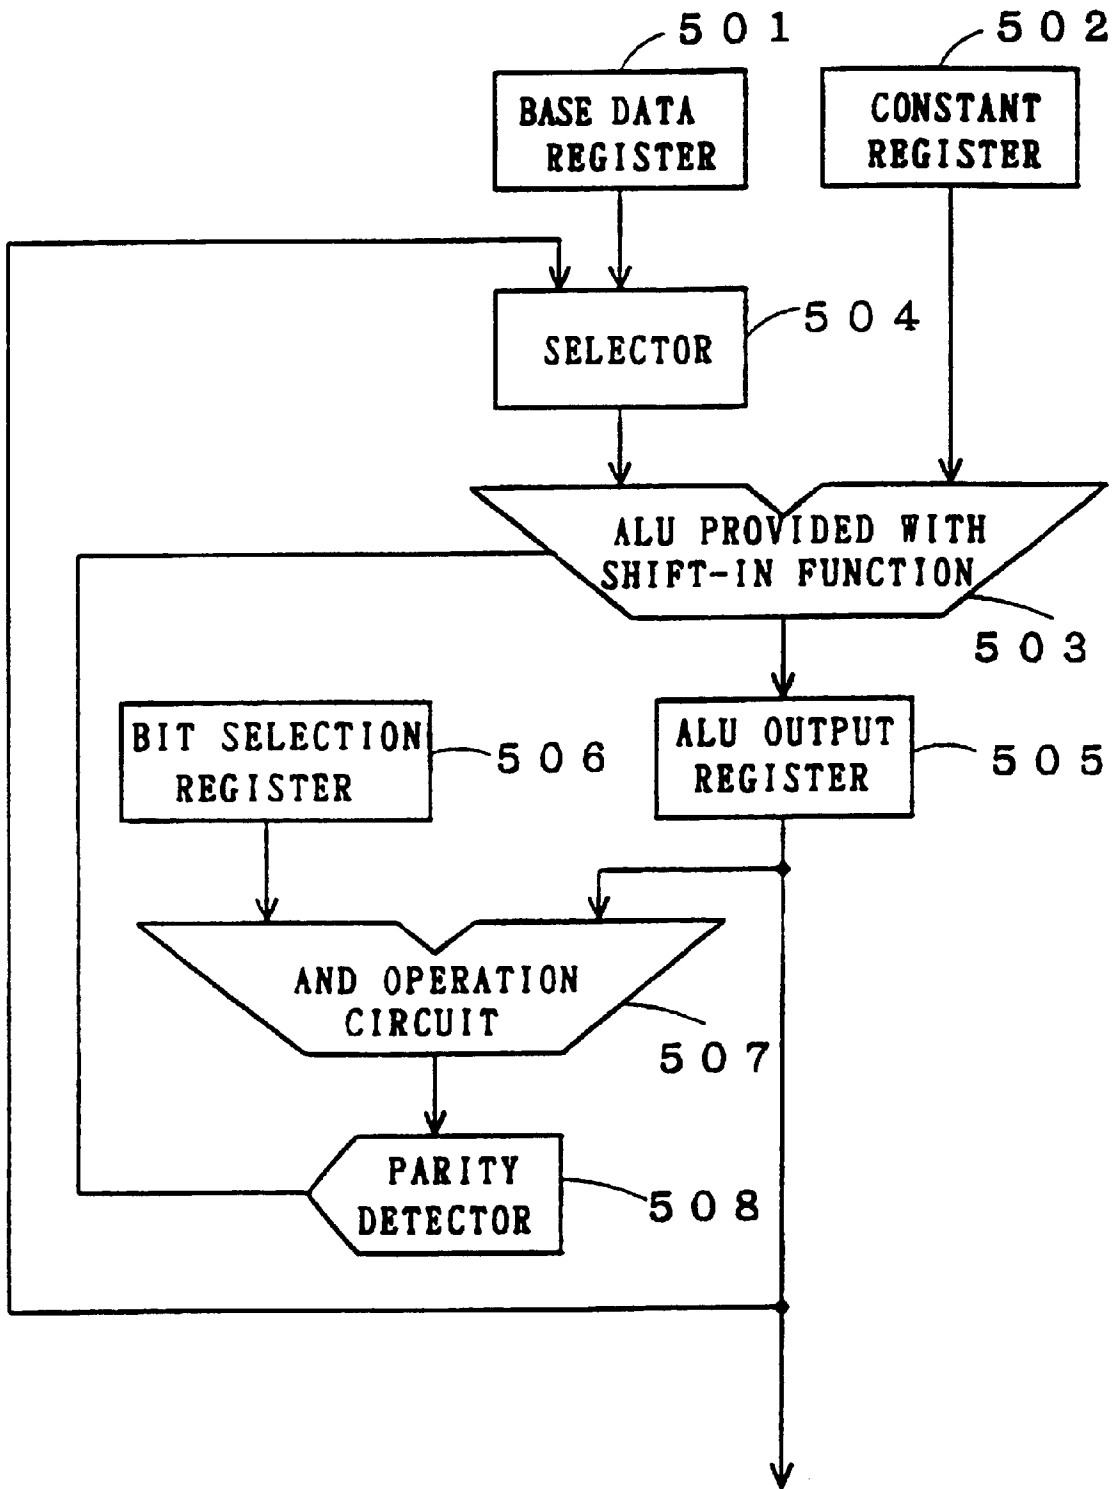 ５０１
５０２
BASE DATA
REGISTER
CONSTANT
REGISTER
５０４
SELECTOR
ALU PROVIDED WITH
SHIFT-IN FUNCTION
５０３
BIT SELECTION
REGISTER
５０６
ALU OUTPUT
REGISTER
５０５
AND OPERATION
CIRCUIT
５０７
PARITY
DETECTOR
５０８